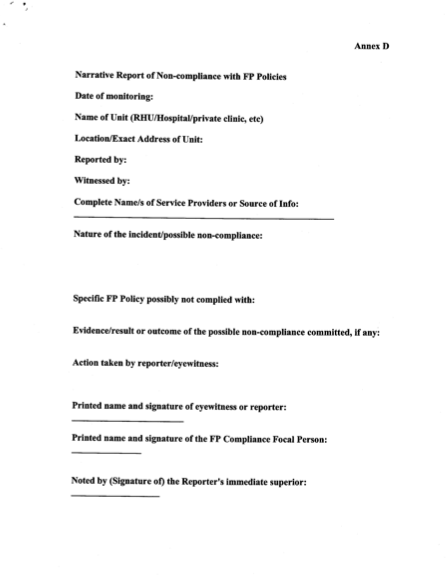 Annex D
Narrative Report of Non-compliance with FP Policies
Date of monitoring:
Name of Unit (RHU/Hospital/private clinic, etc)
Location/Exact Address of Unit:
Reported by:
Witnessed by:
Complete Name/s of Service Providers or Source of Info:
Nature of the incident/possible non-compliance:
Specific FP Policy possibly not complied with:
Evidence/result or outcome of the possible non-compliance committed, if any:
Action taken by reporter/eyewitness:
Printed name and signature of eyewitness or reporter:
Printed name and signature of the FP Compliance Focal Person:
Noted by (Signature of) the Reporter's immediate superior: